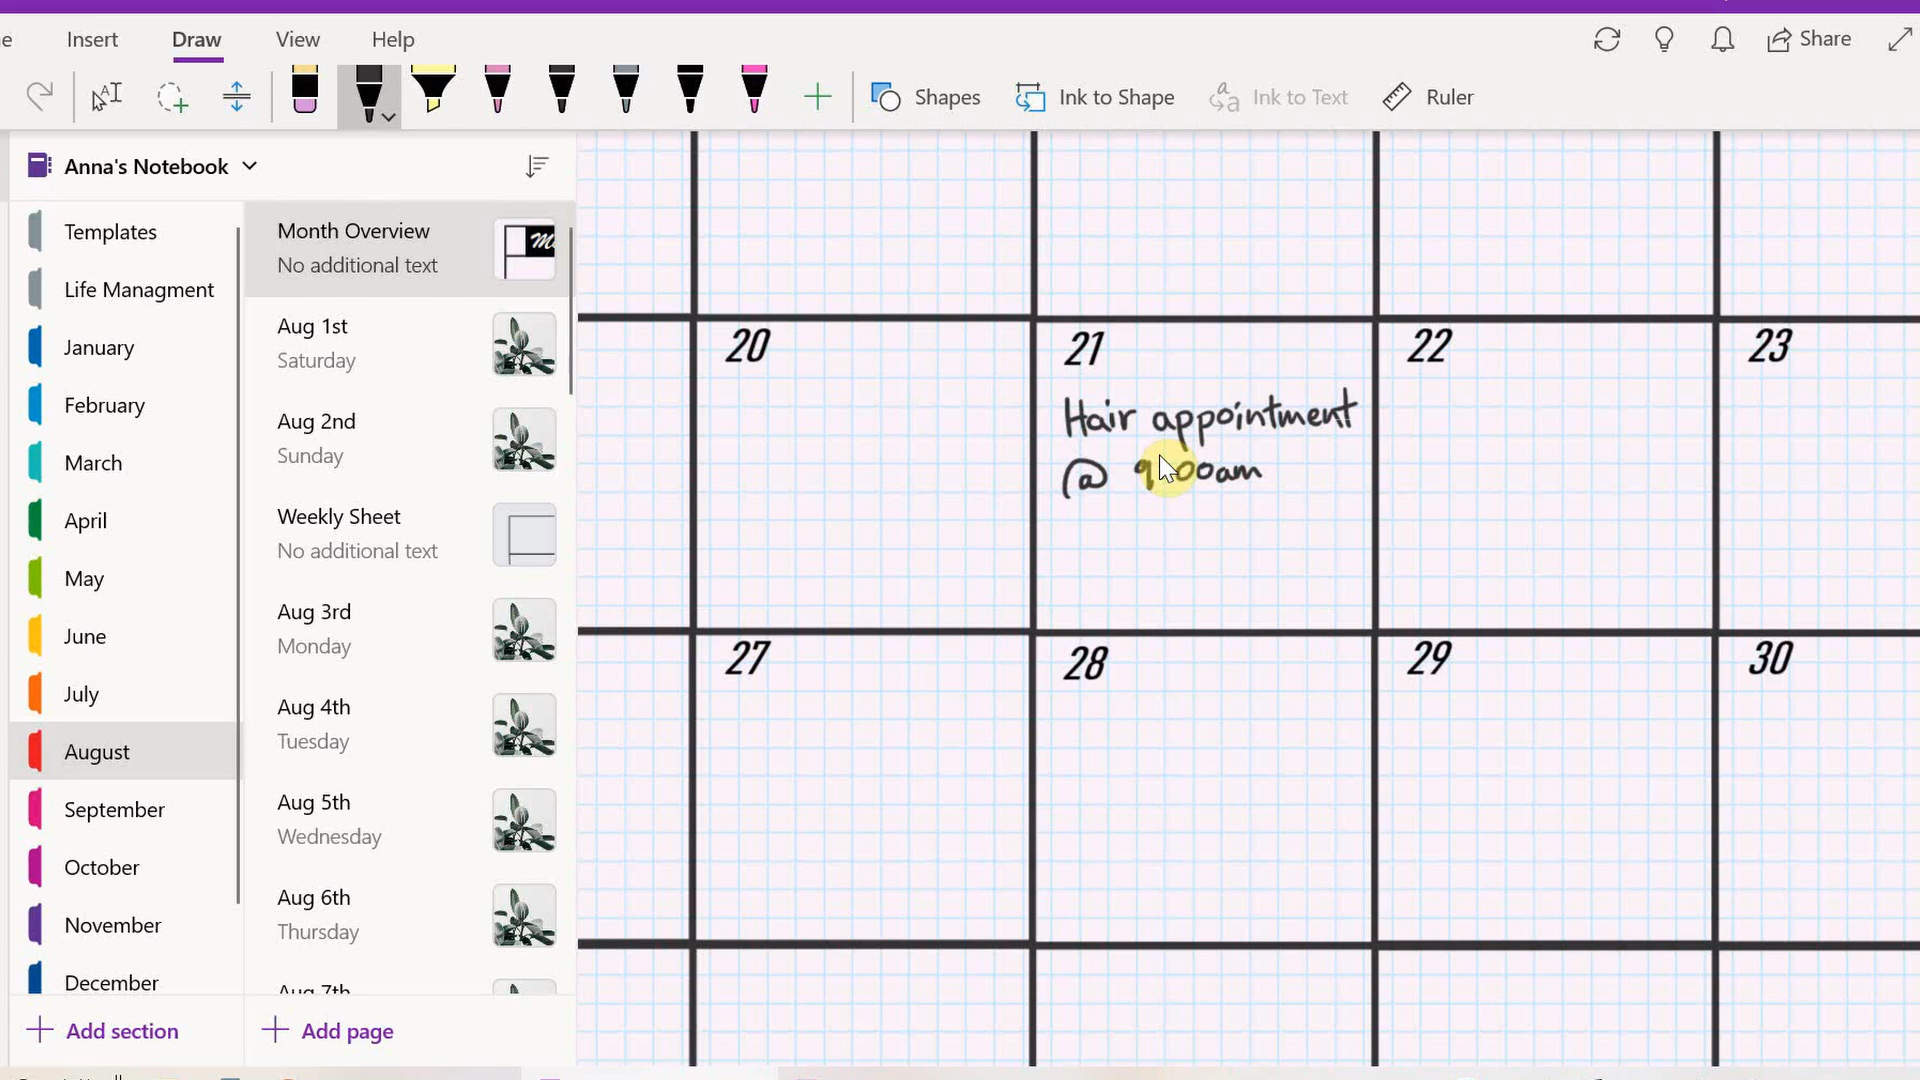 Insert Draw View Help Share
Shapes Ink to Shape Ink to Text Ruler
Anna's Notebook
Templates
Life Managment
January
February
March
April
May
June
July
August
September
October
November
December
Add section
Month Overview
No additional text
Aug 1st
Saturday
Aug 2nd
Sunday
Weekly Sheet
No additional text
Aug 3rd
Monday
Aug 4th
Tuesday
Aug 5th
Wednesday
Aug 6th
Thursday
Aug 7th
Add page
20 21 22 23
Hair appointment
@ 9:00am
27 28 29 30